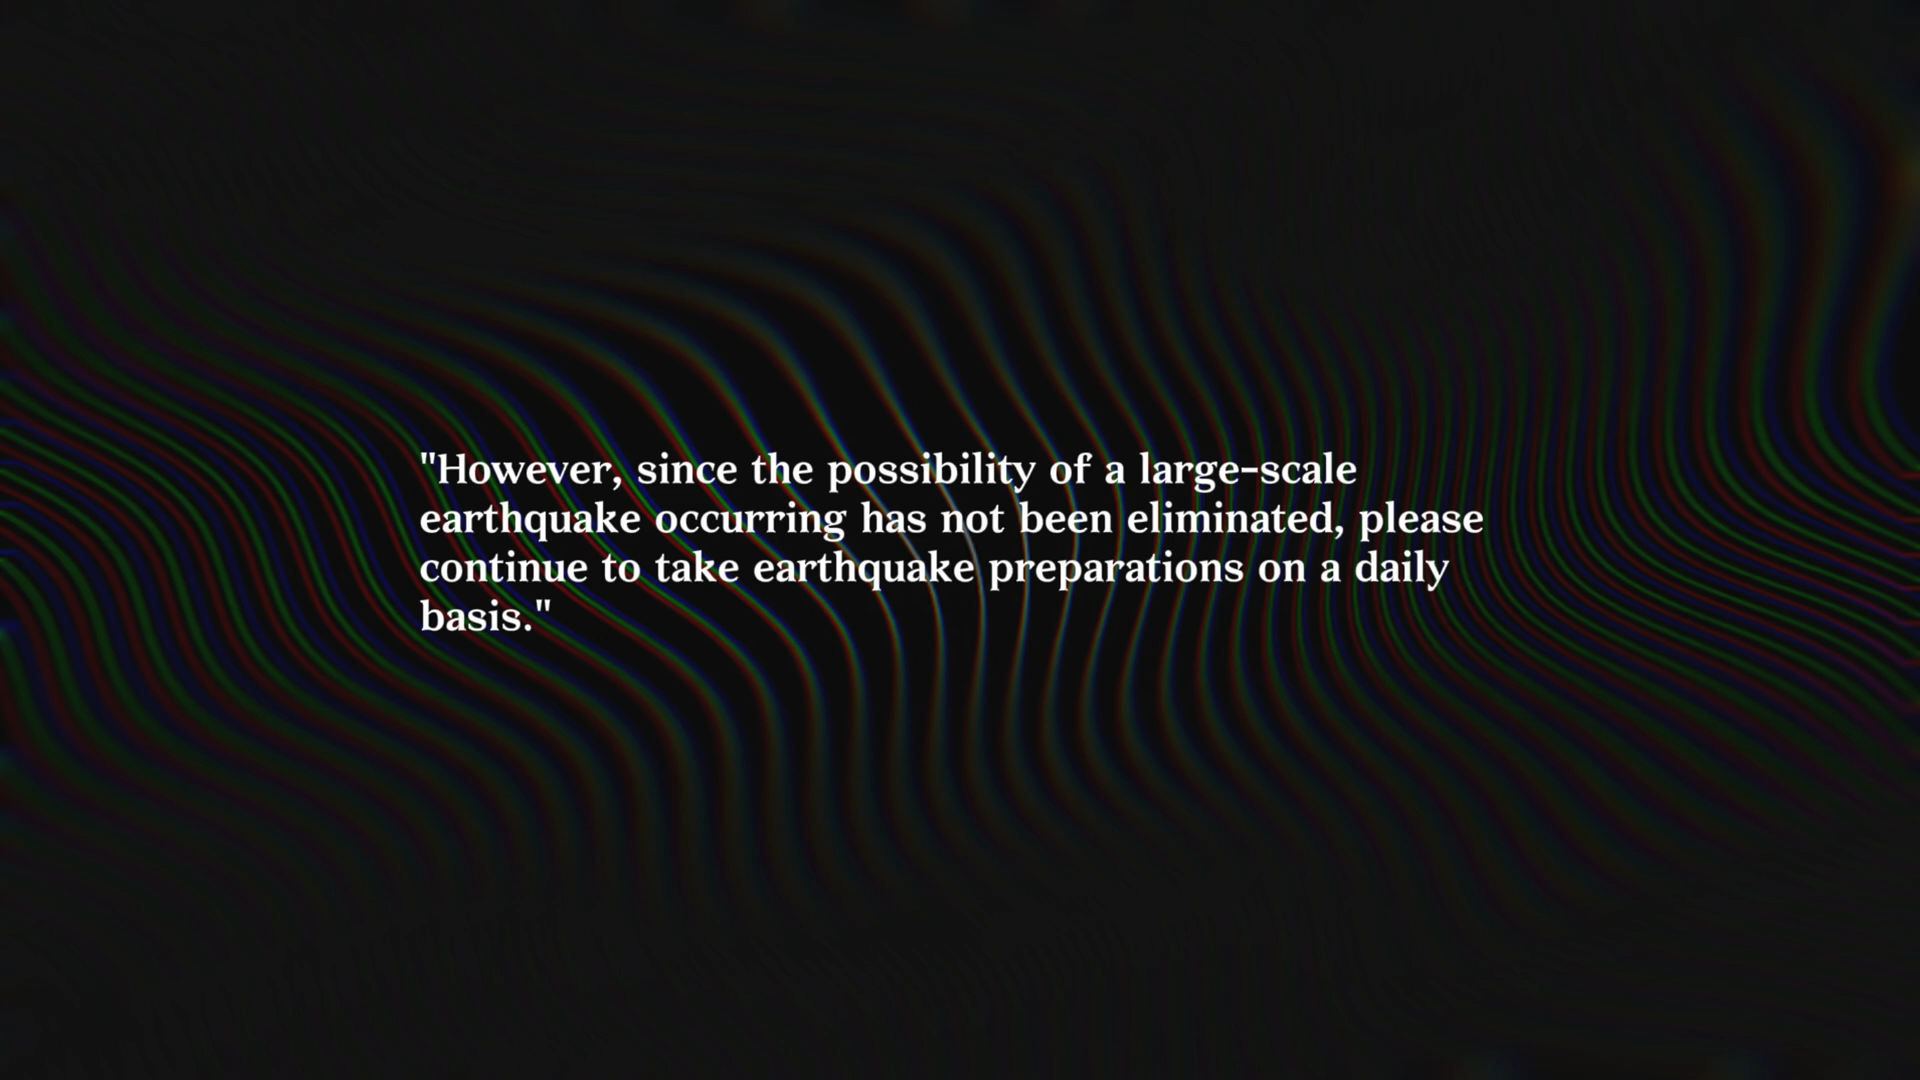 "However, since the possibility of a large-scale
earthquake occurring has not been eliminated, please
continue to take earthquake preparations on a daily
basis."